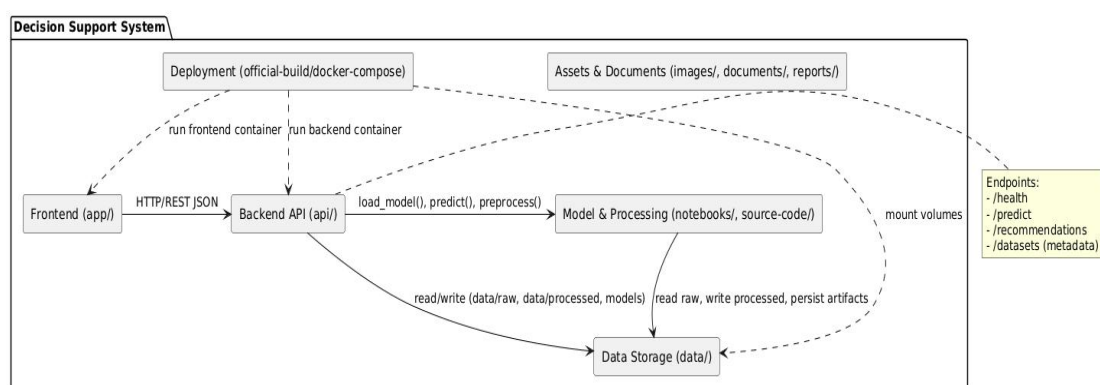 Decision Support System
Deployment (official-build/docker-compose)
Assets & Documents (images/, documents/, reports/)
run frontend container
run backend container
Frontend (app/)
HTTP/REST JSON
Backend API (api/)
load_model(), predict(), preprocess()
Model & Processing (notebooks/, source-code/)
mount volumes
Endpoints:
- /health
- /predict
- /recommendations
- /datasets (metadata)
read/write (data/raw, data/processed, models)
read raw, write processed, persist artifacts
Data Storage (data/)